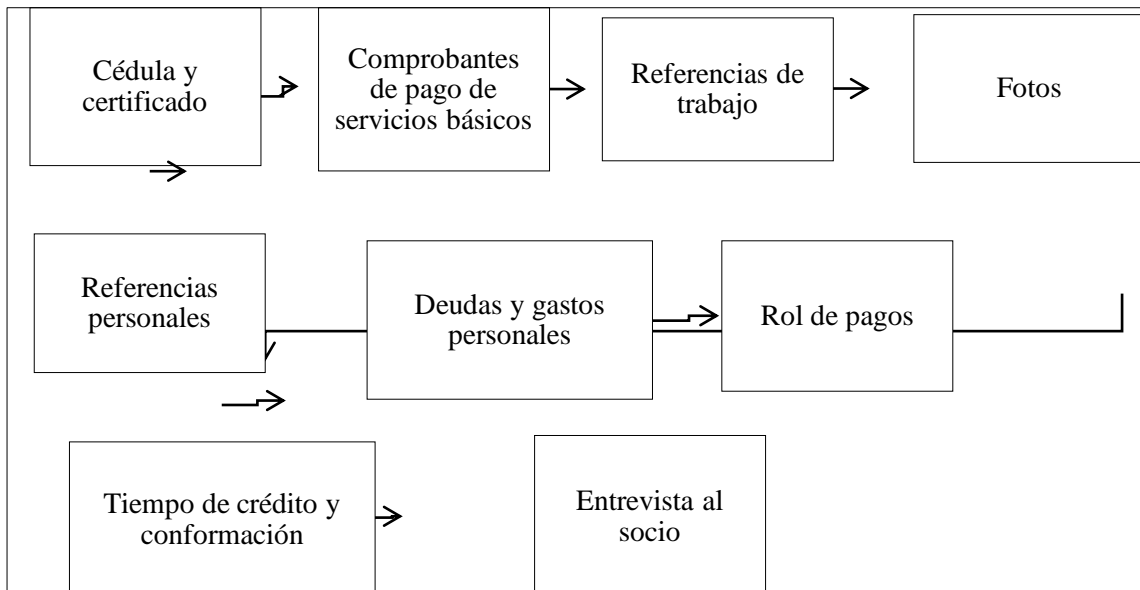 Cédula y
certificado
Comprobantes
de pago de
servicios básicos
Referencias de
trabajo
Fotos
Referencias
personales
Deudas y gastos
personales
Rol de pagos
Tiempo de crédito y
conformación
Entrevista al
socio